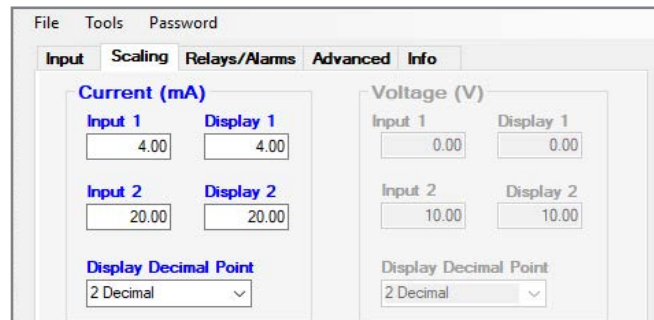 File Tools Password
Input Scaling Relays/Alarms Advanced Info
Current (mA)
Input 1 Display 1
4.00 4.00
Input 2 Display 2
20.00 20.00
Display Decimal Point
2 Decimal
Voltage (V)
Input 1 Display 1
0.00 0.00
Input 2 Display 2
10.00 10.00
Display Decimal Point
2 Decimal